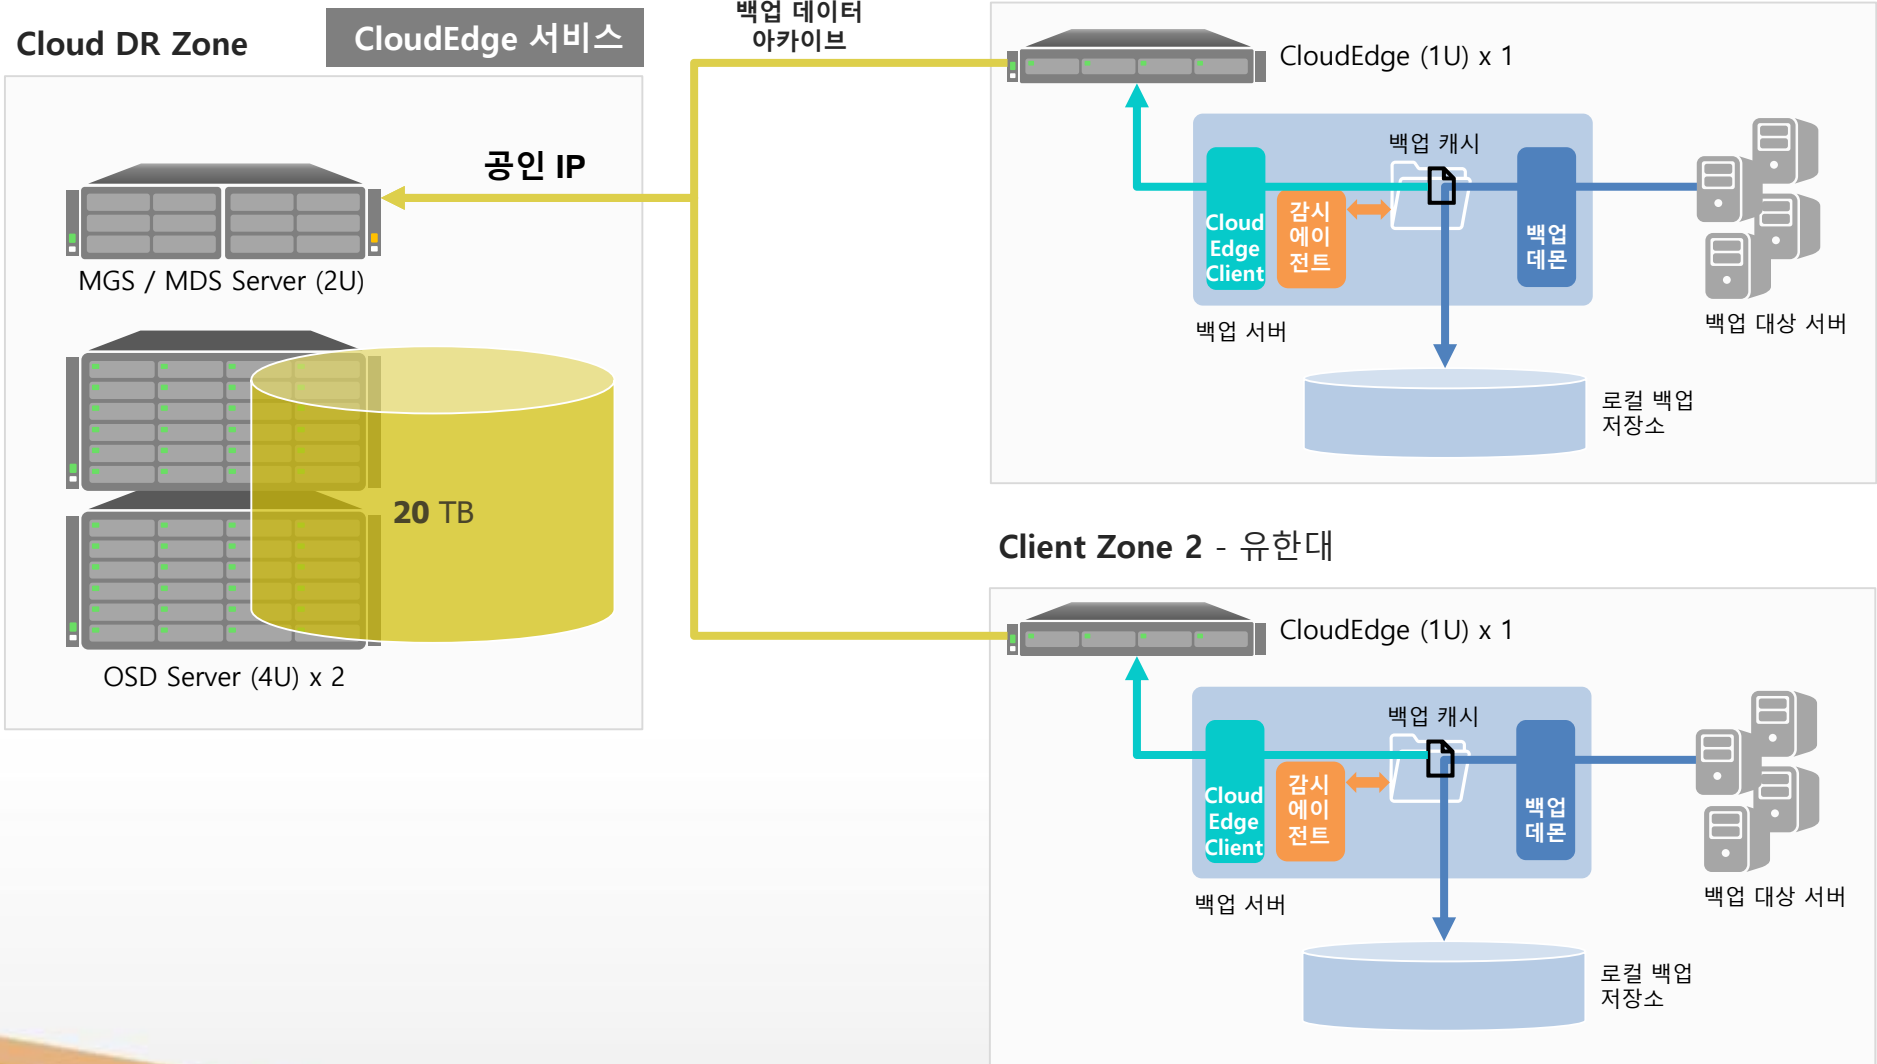 Cloud DR Zone
CloudEdge 서비스
백업 데이터
아카이브
공인 IP
MGS / MDS Server (2U)
20 TB
OSD Server (4U) x 2
CloudEdge (1U) x 1
백업 캐시
Cloud
Edge
Client
감시
에이
전트
백업
데몬
백업 서버
백업 대상 서버
로컬 백업
저장소
Client Zone 2 - 유한대
CloudEdge (1U) x 1
백업 캐시
Cloud
Edge
Client
감시
에이
전트
백업
데몬
백업 서버
백업 대상 서버
로컬 백업
저장소